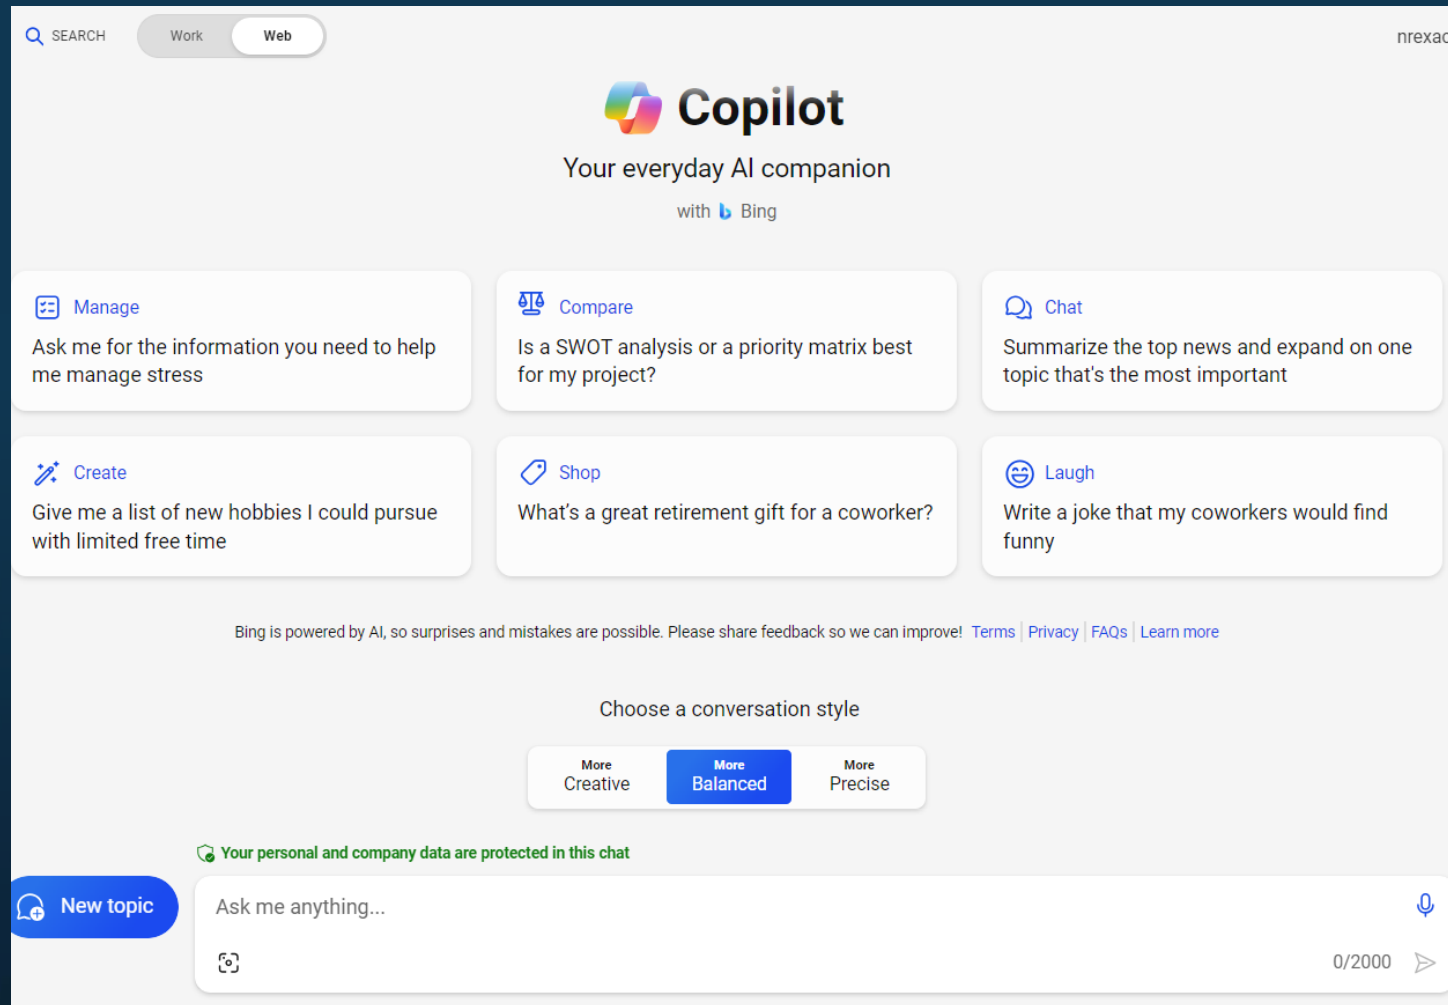 SEARCH
Work
Web
nrexac
Copilot
Your everyday AI companion
with Bing
Manage
Ask me for the information you need to help
me manage stress
Compare
Is a SWOT analysis or a priority matrix best
for my project?
Chat
Summarize the top news and expand on one
topic that's the most important
Create
Give me a list of new hobbies I could pursue
with limited free time
Shop
What's a great retirement gift for a coworker?
Laugh
Write a joke that my coworkers would find
funny
Bing is powered by AI, so surprises and mistakes are possible. Please share feedback so we can improve! Terms | Privacy | FAQs | Learn more
Choose a conversation style
More
Creative
More
Balanced
More
Precise
Your personal and company data are protected in this chat
New topic
Ask me anything...
0/2000